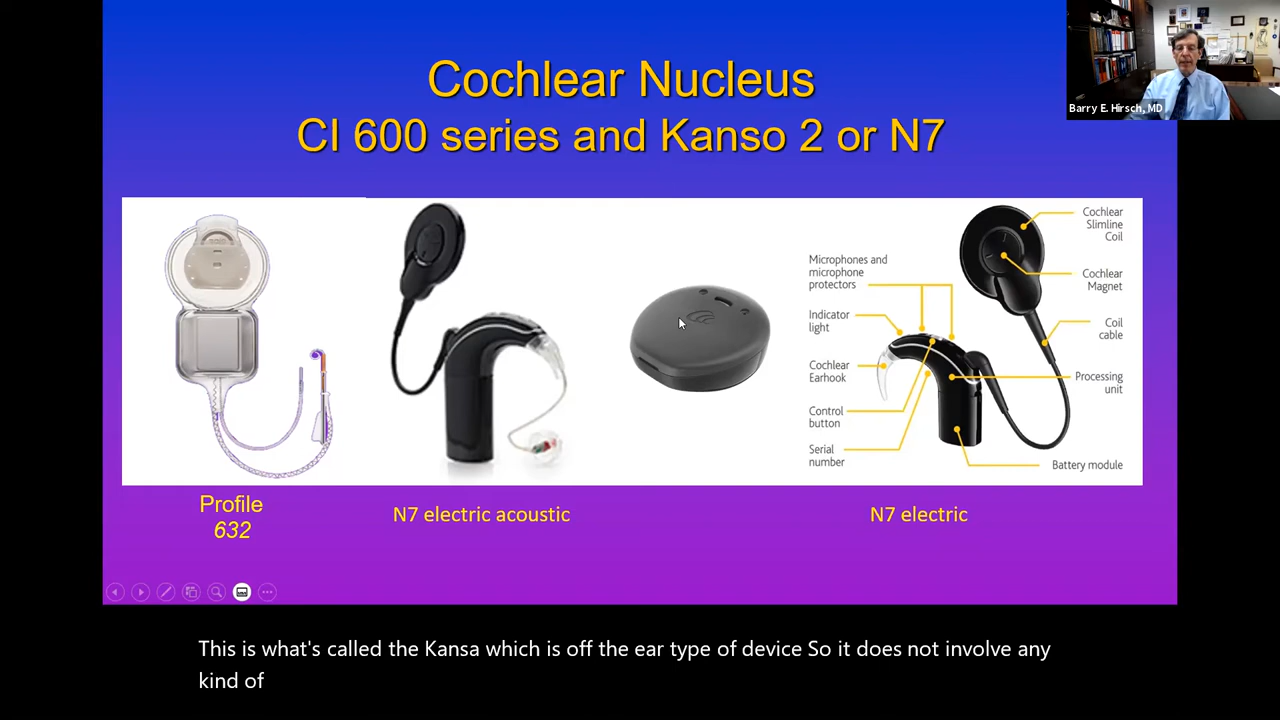 Cochlear Nucleus
CI 600 series and Kanso 2 or N7
Barry E. Hirsch, MD
Microphones and
microphone
protectors
Indicator
light
Cochlear
Earhook
Control
button
Serial
number
Cochlear
Slimline
Coil
Cochlear
Magnet
Coil
cable
Processing
unit
Battery module
Profile
632
N7 electric acoustic
N7 electric
This is what's called the Kansa which is off the ear type of device So it does not involve any
kind of